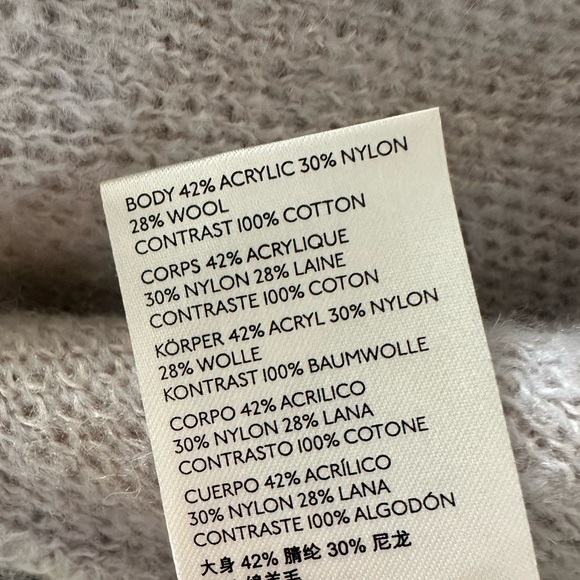 BODY 42% ACRYLIC 30% NYLON
28% WOOL
CONTRAST 100% COTTON
CORPS 42% ACRYLIQUE
30% NYLON 28% LAINE
CONTRASTE 100% COTON
KÖRPER 42% ACRYL 30% NYLON
28% WOLLE
KONTRAST 100% BAUMWOLLE
CORPO 42% ACRILICO
30% NYLON 28% LANA
CONTRASTO 100% COTONE
CUERPO 42% ACRÍLICO
30% NYLON 28% LANA
CONTRASTE 100% ALGODÓN
大身 42% 腈纶 30% 尼龙